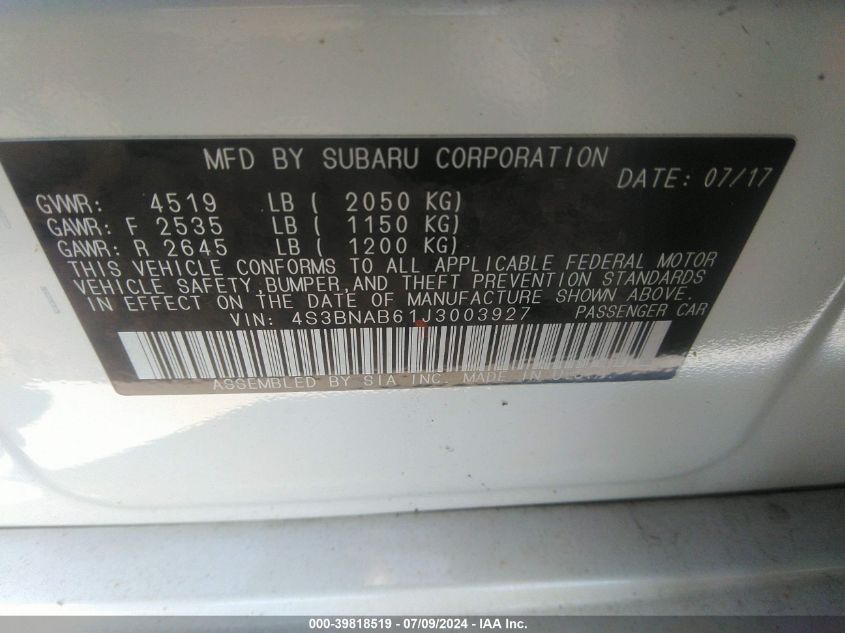 MFD BY SUBARU CORPORATION
DATE: 07/17
GVWR: 4519 LB ( 2050 KG)
GAWR: F 2535 LB ( 1150 KG)
GAWR: R 2645 LB ( 1200 KG)
THIS VEHICLE CONFORMS TO ALL APPLICABLE FEDERAL MOTOR
VEHICLE SAFETY, BUMPER, AND THEFT PREVENTION STANDARDS
IN EFFECT ON THE DATE OF MANUFACTURE SHOWN ABOVE.
VIN: 4S3BNAB61J3003927 PASSENGER CAR
ASSEMBLED BY SIA INC. MADE IN
000-39818519 / 07/09/2024 - IAA Inc.